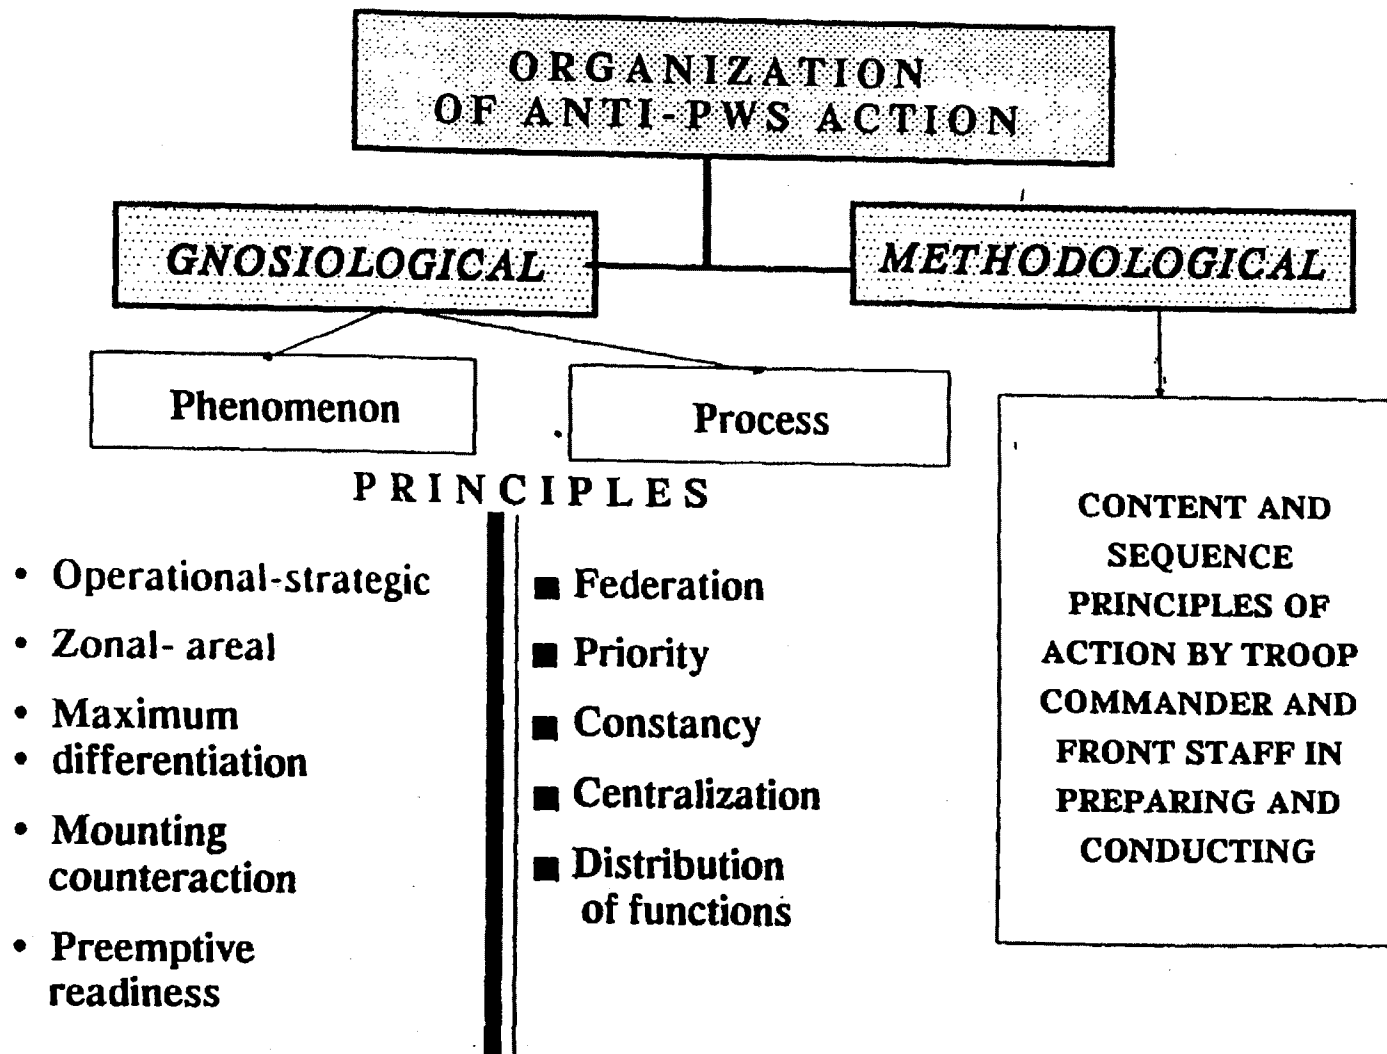 ORGANIZATION
OF ANTI-PWS ACTION
GNOSIOLOGICAL
METHODOLOGICAL
Phenomenon
Process
PRINCIPLES
• Operational-strategic
• Zonal- areal
• Maximum
• differentiation
• Mounting
counteraction
• Preemptive
readiness
■ Federation
■ Priority
■ Constancy
■ Centralization
■ Distribution
of functions
CONTENT AND
SEQUENCE
PRINCIPLES OF
ACTION BY TROOP
COMMANDER AND
FRONT STAFF IN
PREPARING AND
CONDUCTING